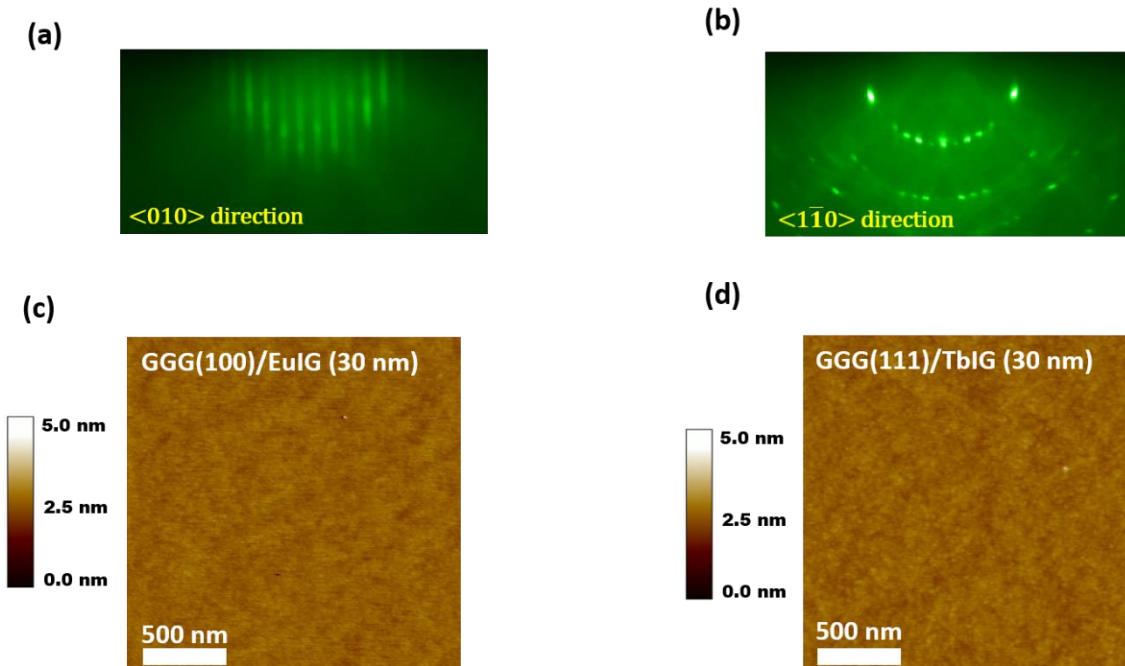 (a)
<010> direction
(b)
<11̅0> direction
(c)
GGG(100)/EuIG (30 nm)
5.0 nm
2.5 nm
0.0 nm
500 nm
(d)
GGG(111)/TbIG (30 nm)
5.0 nm
2.5 nm
0.0 nm
500 nm